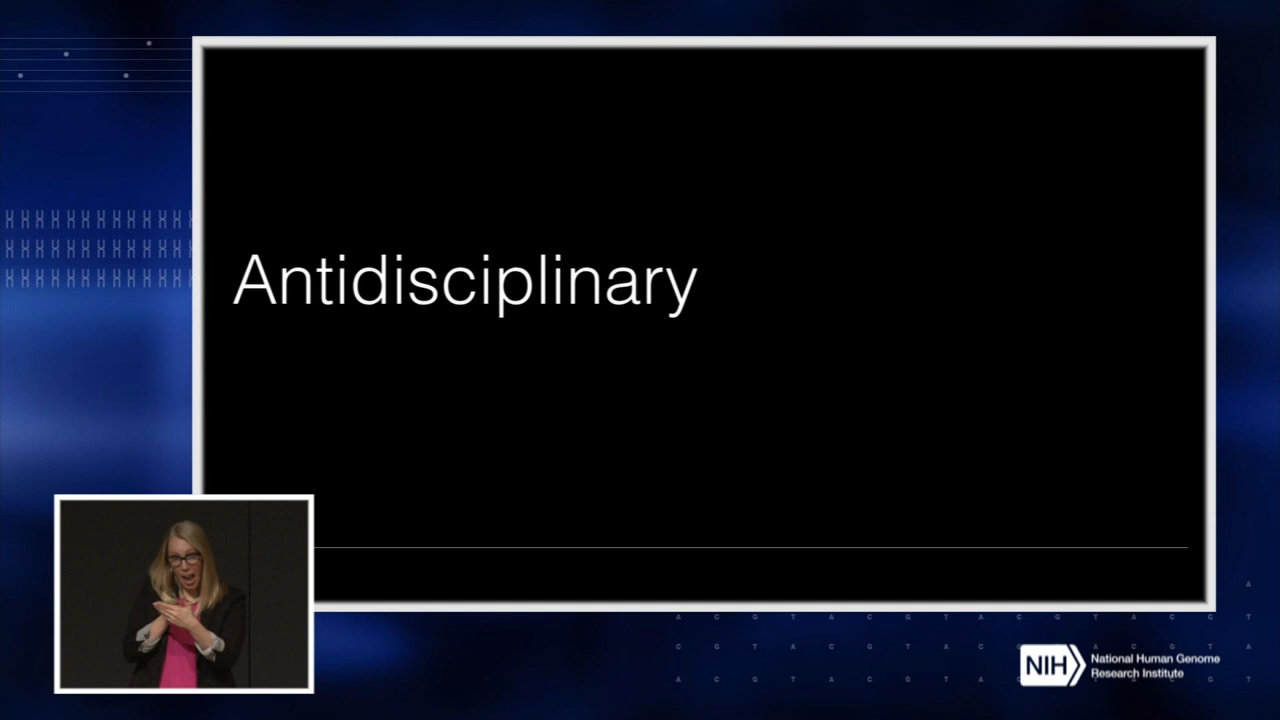 Antidisciplinary
A
A C G T A C G T A C G T A C G T
C G T A C G T A C G T A C G T A
A C G T A C G T A C G T A C G T
NIH National Human Genome
Research Institute